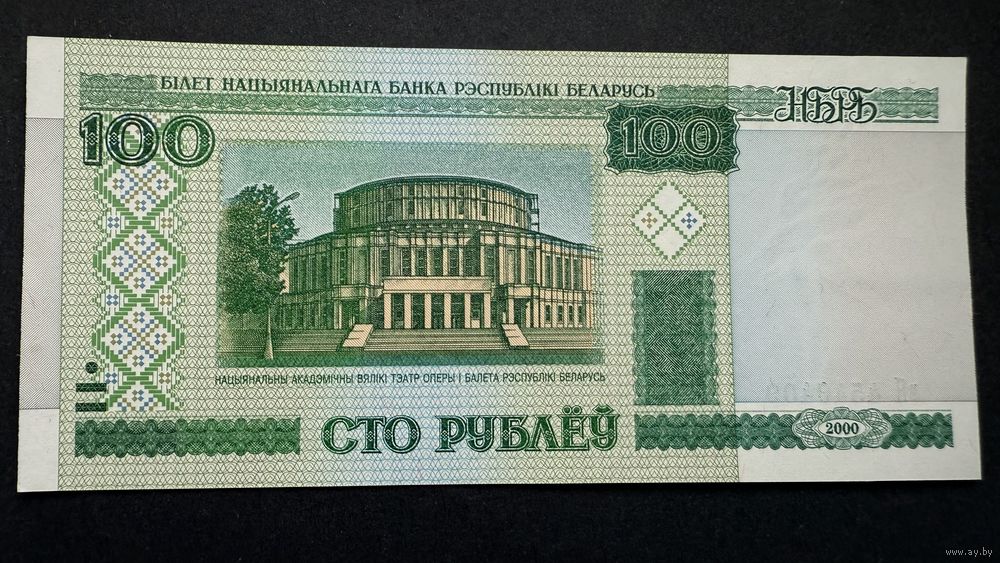 БІЛЕТ НАЦЫЯНАЛЬНАГА БАНКА РЭСПУБЛІКІ БЕЛАРУСЬ
НБРБ
100
100
НАЦЫЯНАЛЬНЫ АКАДЭМІЧНЫ ВЯЛІКІ ТЭАТР ОПЕРЫ І БАЛЕТА РЭСПУБЛІКІ БЕЛАРУСЬ
СТО РУБЛЁЎ
2000
www.ay.by